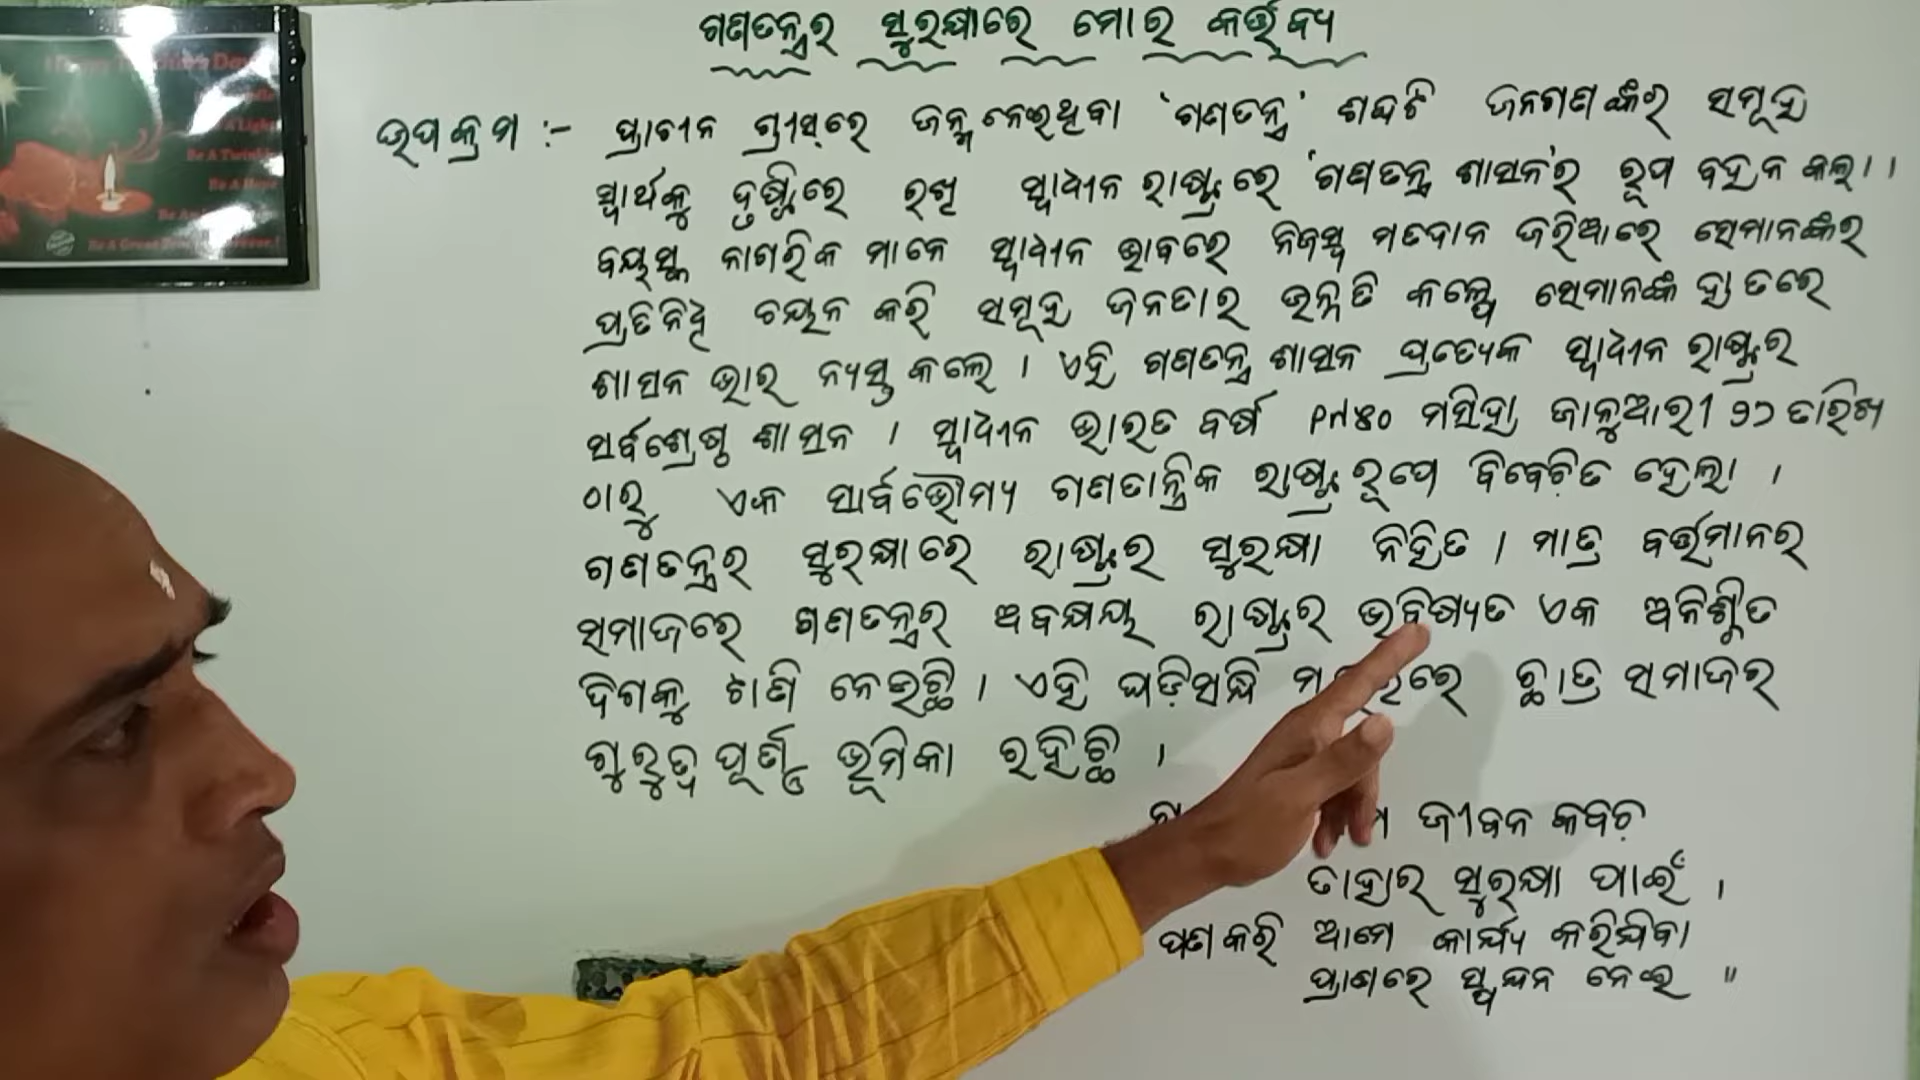 ଗଣତନ୍ତ୍ରର ସୁରକ୍ଷାରେ ମୋର କର୍ତ୍ତବ୍ୟ
ଉପକ୍ରମ :- ପ୍ରାଚୀନ ଗ୍ରୀସ୍‌ରେ ଜନ୍ମ ନେଇଥିବା 'ଗଣତନ୍ତ୍ର' ଶବ୍ଦଟି ଜନଗଣଙ୍କର ସମୂହ
ସ୍ୱାର୍ଥକୁ ଦୃଷ୍ଟିରେ ରଖି ସ୍ୱାଧୀନ ରାଷ୍ଟ୍ରରେ 'ଗଣତନ୍ତ୍ର ଶାସନ'ର ରୂପ ବହନ କଲା ।
ବୟସ୍କ ନାଗରିକ ମାନେ ସ୍ୱାଧୀନ ଭାବରେ ନିଜସ୍ୱ ମତଦାନ ଜରିଆରେ ସେମାନଙ୍କର
ପ୍ରତିନିଧି ଚୟନ କରି ସମୂହ ଜନତାର ଉନ୍ନତି କଳ୍ପେ ସେମାନଙ୍କ ହାତରେ
ଶାସନ ଭାର ନ୍ୟସ୍ତ କଲେ । ଏହି ଗଣତନ୍ତ୍ର ଶାସନ ପ୍ରତ୍ୟେକ ସ୍ୱାଧୀନ ରାଷ୍ଟ୍ରର
ସର୍ବଶ୍ରେଷ୍ଠ ଶାସନ । ସ୍ୱାଧୀନ ଭାରତ ବର୍ଷ ମସିହା ଜାନୁଆରୀ ତାରିଖ
ଠାରୁ ଏକ ସାର୍ବଭୌମ୍ୟ ଗଣତାନ୍ତ୍ରିକ ରାଷ୍ଟ୍ର ରୂପେ ବିବେଚିତ ହେଲା ।
ଗଣତନ୍ତ୍ରର ସୁରକ୍ଷାରେ ରାଷ୍ଟ୍ରର ସୁରକ୍ଷା ନିହିତ । ମାତ୍ର ବର୍ତ୍ତମାନର
ସମାଜରେ ଗଣତନ୍ତ୍ରର ଅବକ୍ଷୟ ରାଷ୍ଟ୍ରର ଭବିଷ୍ୟତ ଏକ ଅନିଶ୍ଚିତ
ଦିଗକୁ ଟାଣି ନେଉଛି । ଏହି ଘଡ଼ିସନ୍ଧି ଛାତ୍ର ସମାଜର
ଗୁରୁତ୍ୱ ପୂର୍ଣ୍ଣ ଭୂମିକା ରହିଛି ।
ଜୀବନ କବଚ
ତାହାର ସୁରକ୍ଷା ପାଇଁ ।
ପଣ କରି ଆମେ କାର୍ଯ୍ୟ କରିଯିବା
ପ୍ରାଣରେ ସ୍ପନ୍ଦନ ନେଇ ॥